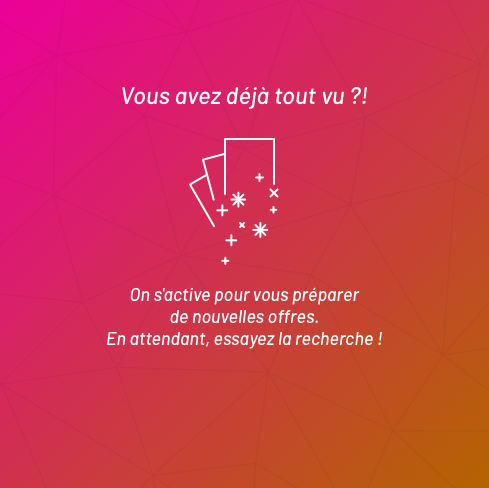 Vous avez déjà tout vu ?!
On s'active pour vous préparer
de nouvelles offres.
En attendant, essayez la recherche !